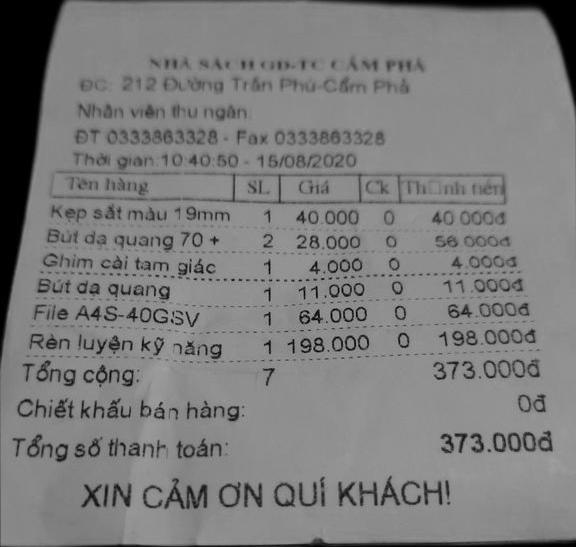 NHÀ SÁCH GD-TC CẨM PHẢ
ĐC: 212 Đường Trần Phú-Cẩm Phả
Nhân viên thu ngân:
ĐT 0333863328 - Fax 0333863328
Thời gian:10:40:50 - 15/08/2020
Tên hàng SL Giá Ck Th□nh tiền
Kẹp sắt màu 19mm 1 40.000 0 40.000đ
Bút dạ quang 70 + 2 28.000 0 56.000đ
Ghim cài tam giác 1 4.000 0 4.000đ
Bút dạ quang 1 11.000 0 11.000đ
File A4S-40GSV 1 64.000 0 64.000đ
Rèn luyện kỹ năng 1 198.000 0 198.000đ
Tổng cộng: 7 373.000đ
Chiết khấu bán hàng: 0đ
Tổng số thanh toán: 373.000đ
XIN CẢM ƠN QUÍ KHÁCH!